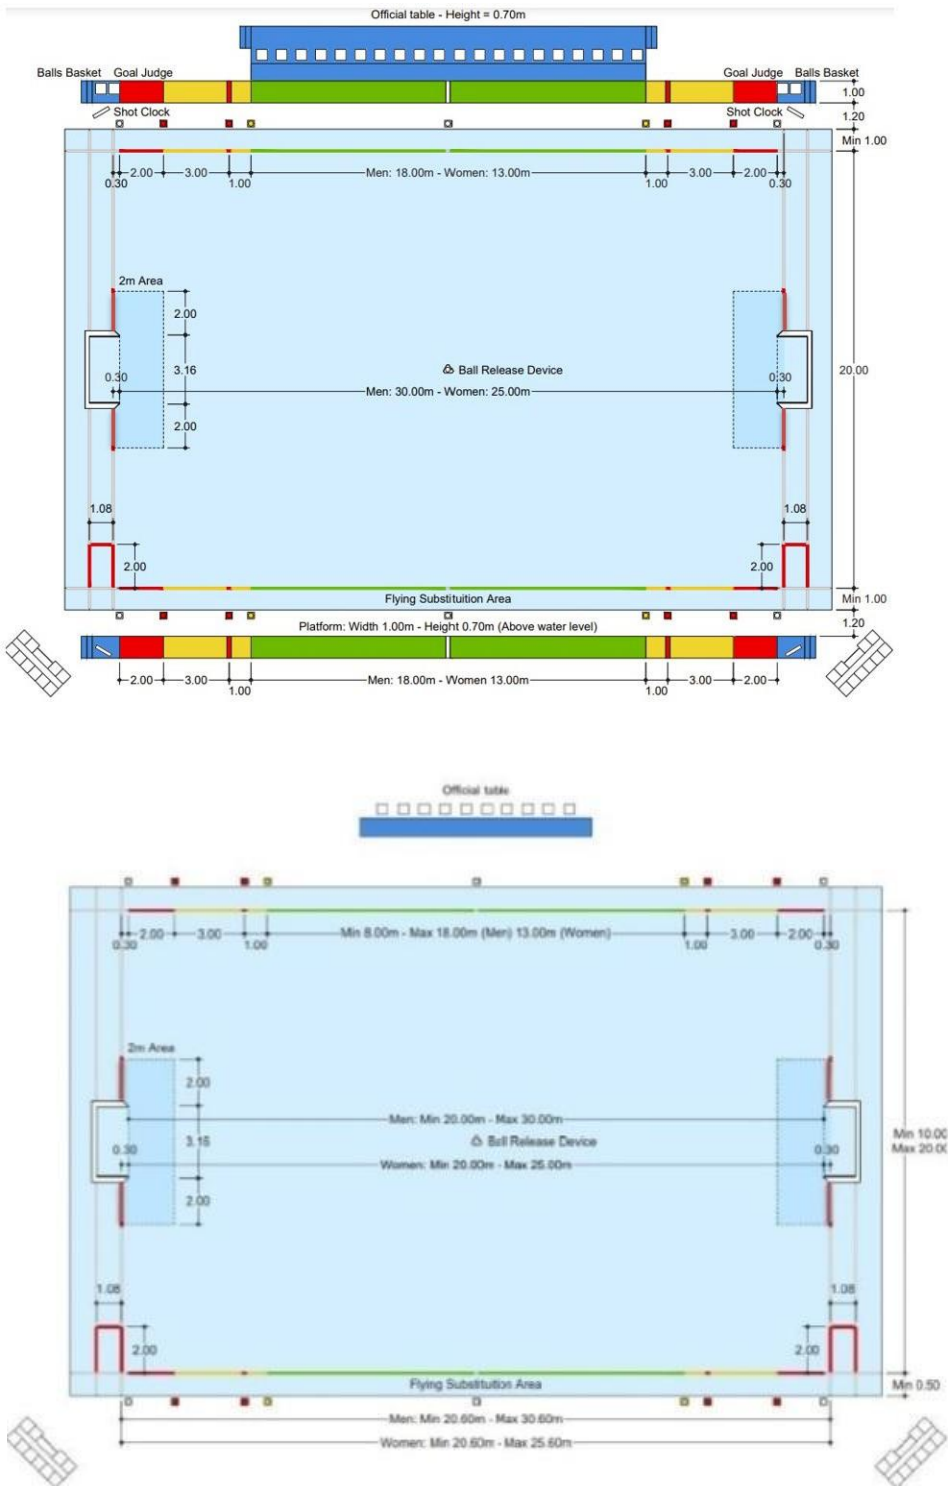 Official table - Height = 0.70m
Balls Basket Goal Judge Goal Judge Balls Basket
1.00
Shot Clock Shot Clock
1.20
Min 1.00
2.00 3.00 Men: 18.00m - Women: 13.00m 3.00 2.00
0.30 1.00 1.00 0.30
2m Area
2.00
3.16 Ball Release Device 20.00
0.30 0.30
Men: 30.00m - Women: 25.00m
2.00
1.08 1.08
2.00 2.00
Flying Substituition Area Min 1.00
Platform: Width 1.00m - Height 0.70m (Above water level) 1.20
2.00 3.00 Men: 18.00m - Women 13.00m 3.00 2.00
1.00 1.00
Official table
2.00 3.00 Min 8.00m - Max 18.00m (Men) 13.00m (Women) 3.00 2.00
0.30 1.00 1.00 0.30
2m Area
2.00
Men: Min 20.00m - Max 30.00m
Min 10.00
3.16 Ball Release Device
Max 20.00
0.30 0.30
Women: Min 20.00m - Max 25.00m
2.00
1.08 1.08
2.00 2.00
Flying Substituition Area Min 0.50
Men: Min 20.60m - Max 30.60m
Women: Min 20.60m - Max 25.60m